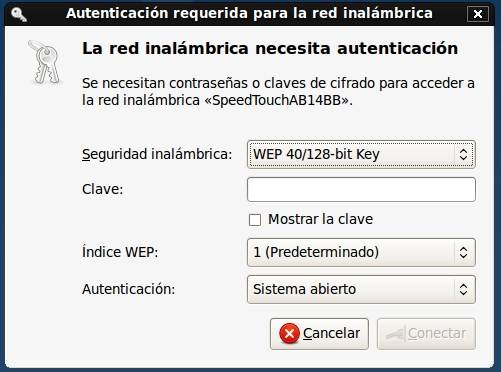 Autenticación requerida para la red inalámbrica
La red inalámbrica necesita autenticación
Se necesitan contraseñas o claves de cifrado para acceder a
la red inalámbrica «SpeedTouchAB14BB».
Seguridad inalámbrica: WEP 40/128-bit Key
Clave:
Mostrar la clave
Índice WEP: 1 (Predeterminado)
Autenticación: Sistema abierto
Cancelar Conectar